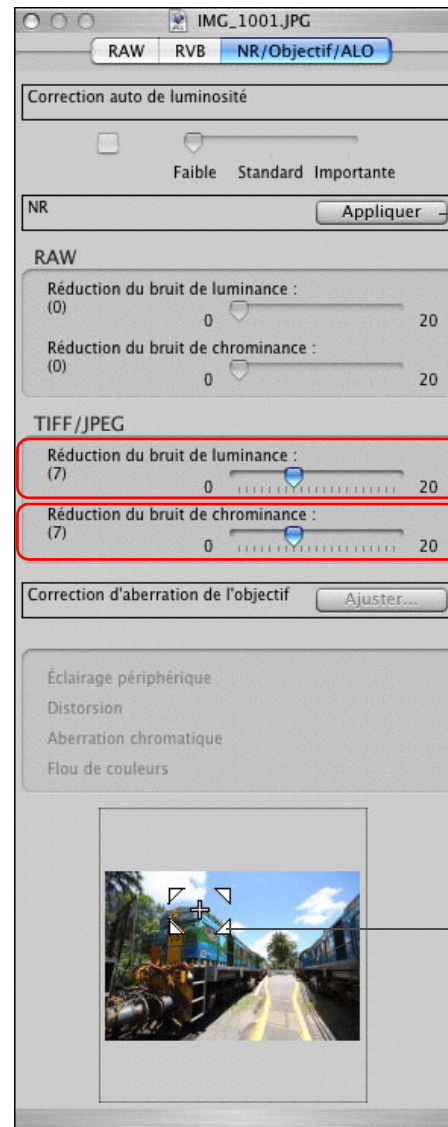 IMG_1001.JPG
RAW RVB NR/Objectif/ALO
Correction auto de luminosité
Faible Standard Importante
NR Appliquer
RAW
Réduction du bruit de luminance :
(0)
0 20
Réduction du bruit de chrominance :
(0)
0 20
TIFF/JPEG
Réduction du bruit de luminance :
(7)
0 20
Réduction du bruit de chrominance :
(7)
0 20
Correction d'aberration de l'objectif Ajuster...
Éclairage périphérique
Distorsion
Aberration chromatique
Flou de couleurs